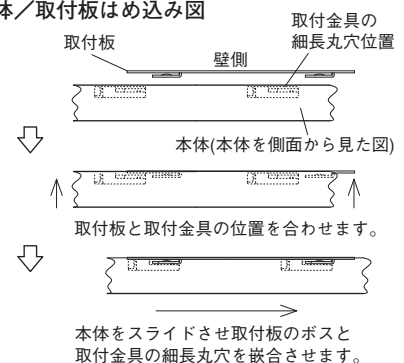 体／取付板はめ込み図
取付金具の
細長丸穴位置
取付板
壁側
本体(本体を側面から見た図)
取付板と取付金具の位置を合わせます。
本体をスライドさせ取付板のボスと
取付金具の細長丸穴を嵌合させます。